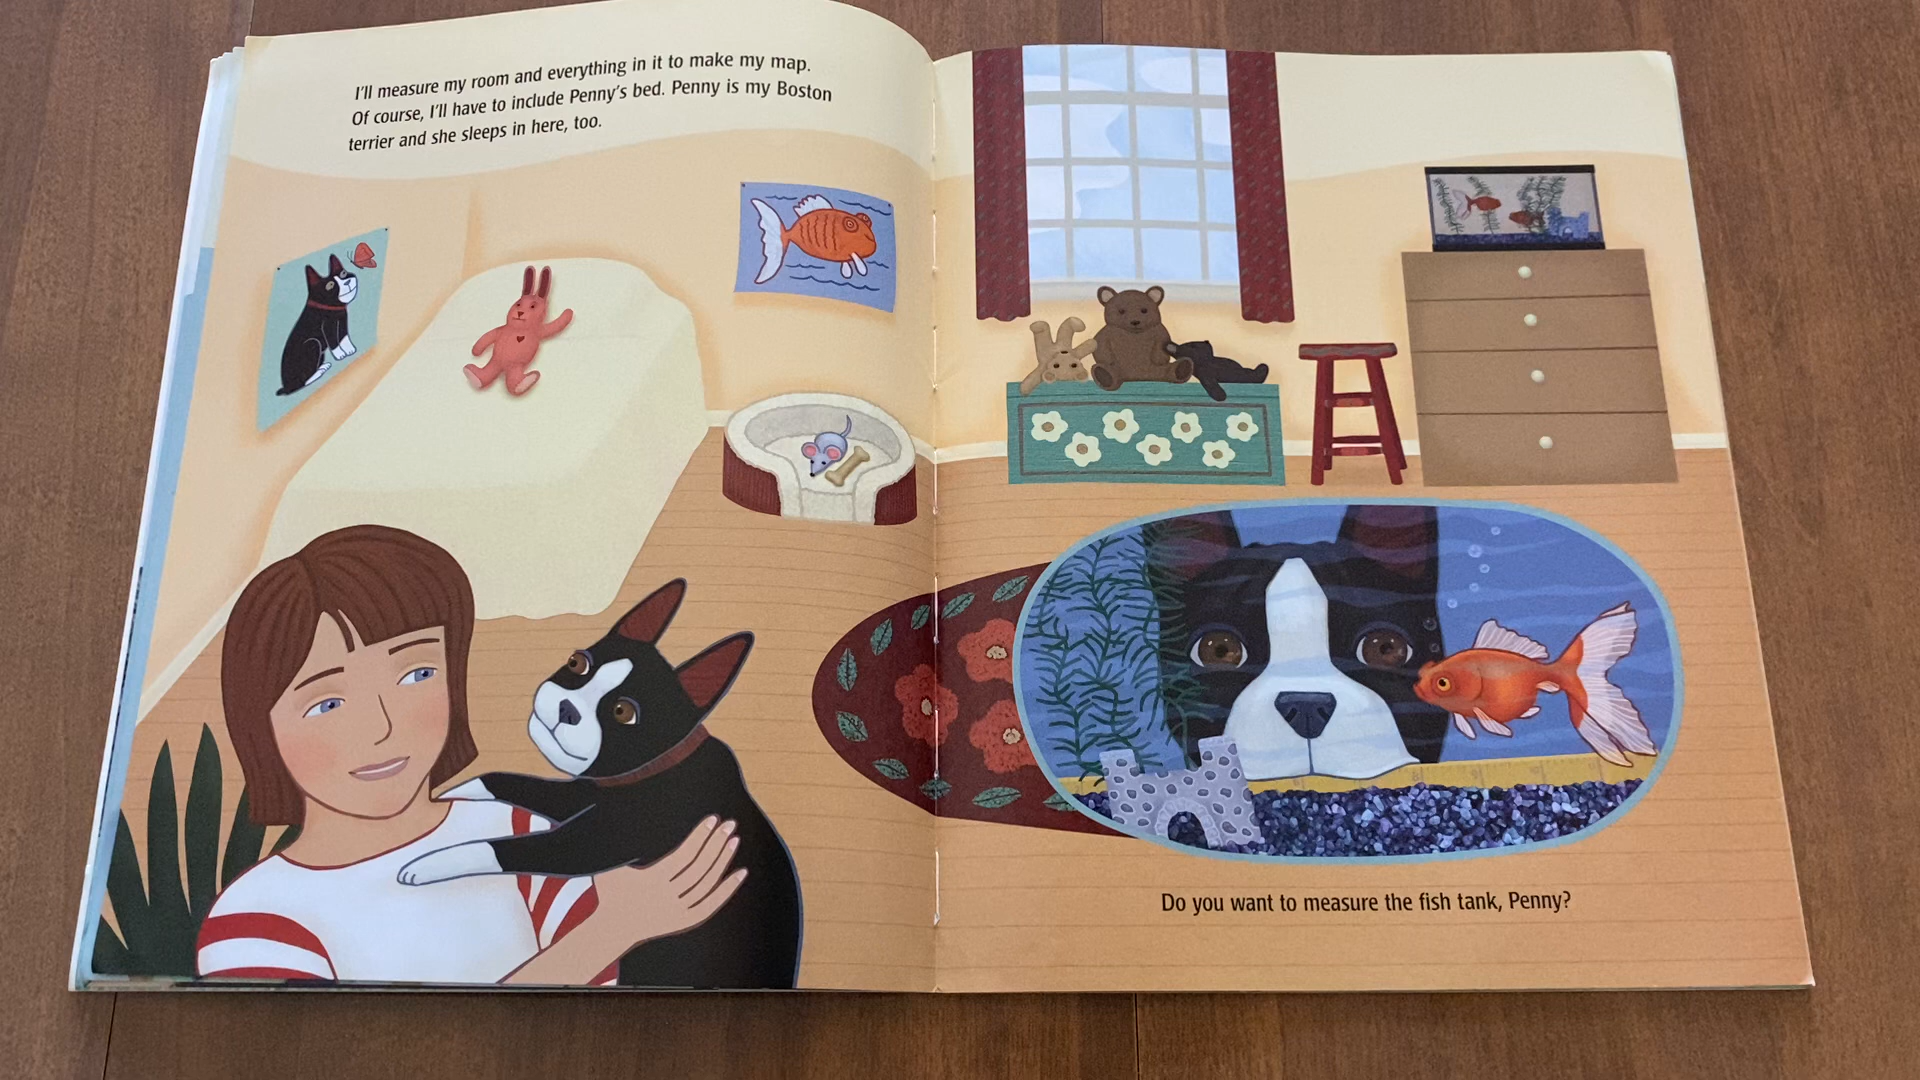 I'll measure my room and everything in it to make my map.
Of course, I'll have to include Penny's bed. Penny is my Boston
terrier and she sleeps in here, too.
Do you want to measure the fish tank, Penny?